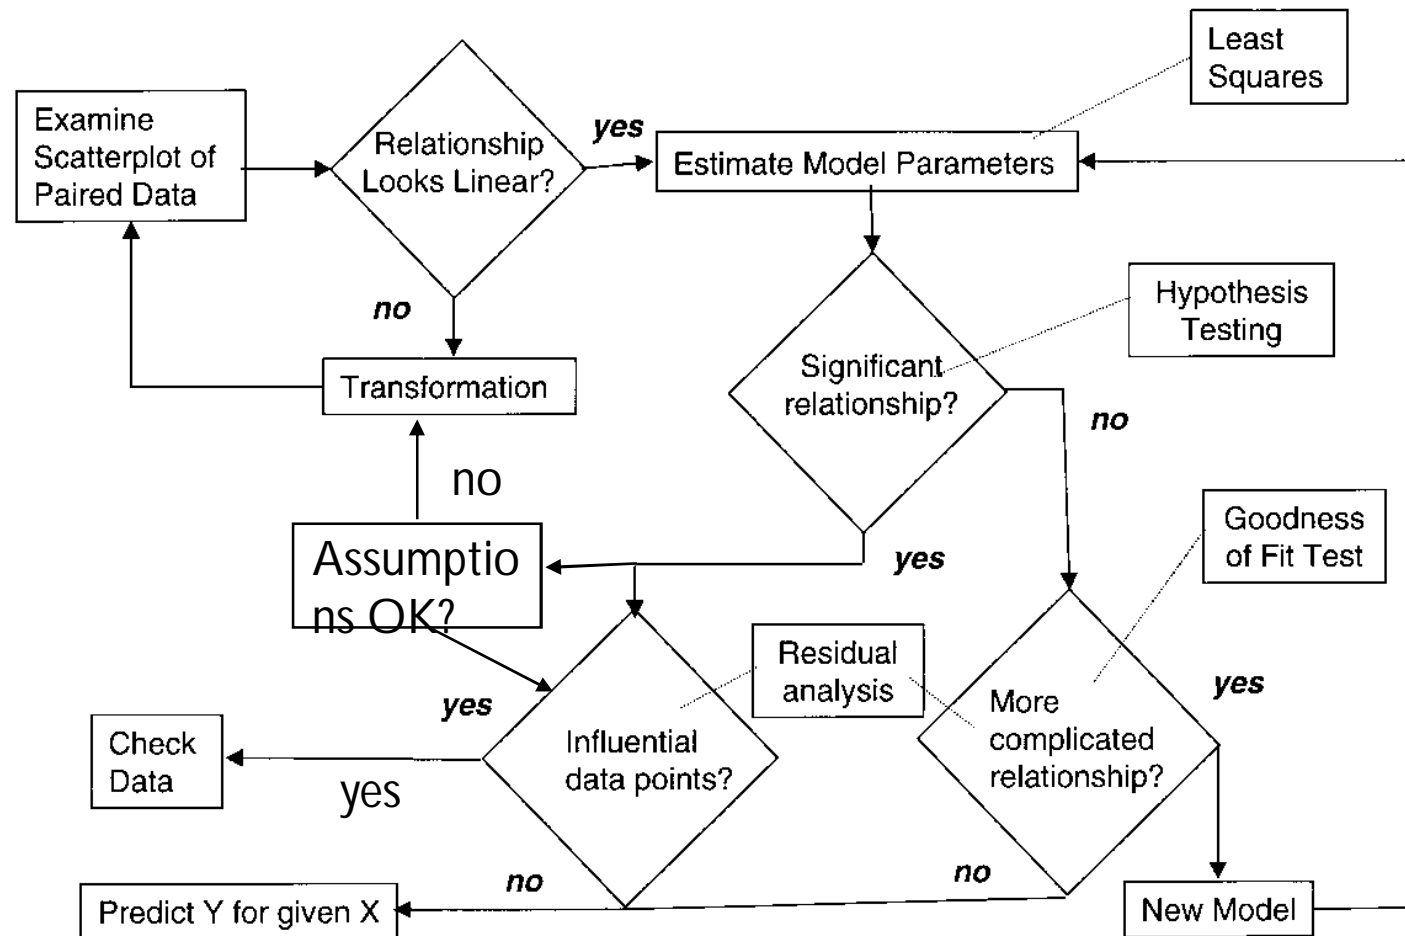 Least
Squares
Examine
Scatterplot of
Paired Data
Relationship
Looks Linear?
yes
Estimate Model Parameters
no
Transformation
Hypothesis
Testing
Significant
relationship?
no
no
Assumptio
ns OK?
yes
Goodness
of Fit Test
Residual
analysis
yes
yes
More
complicated
relationship?
Influential
data points?
Check
Data
yes
no
no
Predict Y for given X
New Model